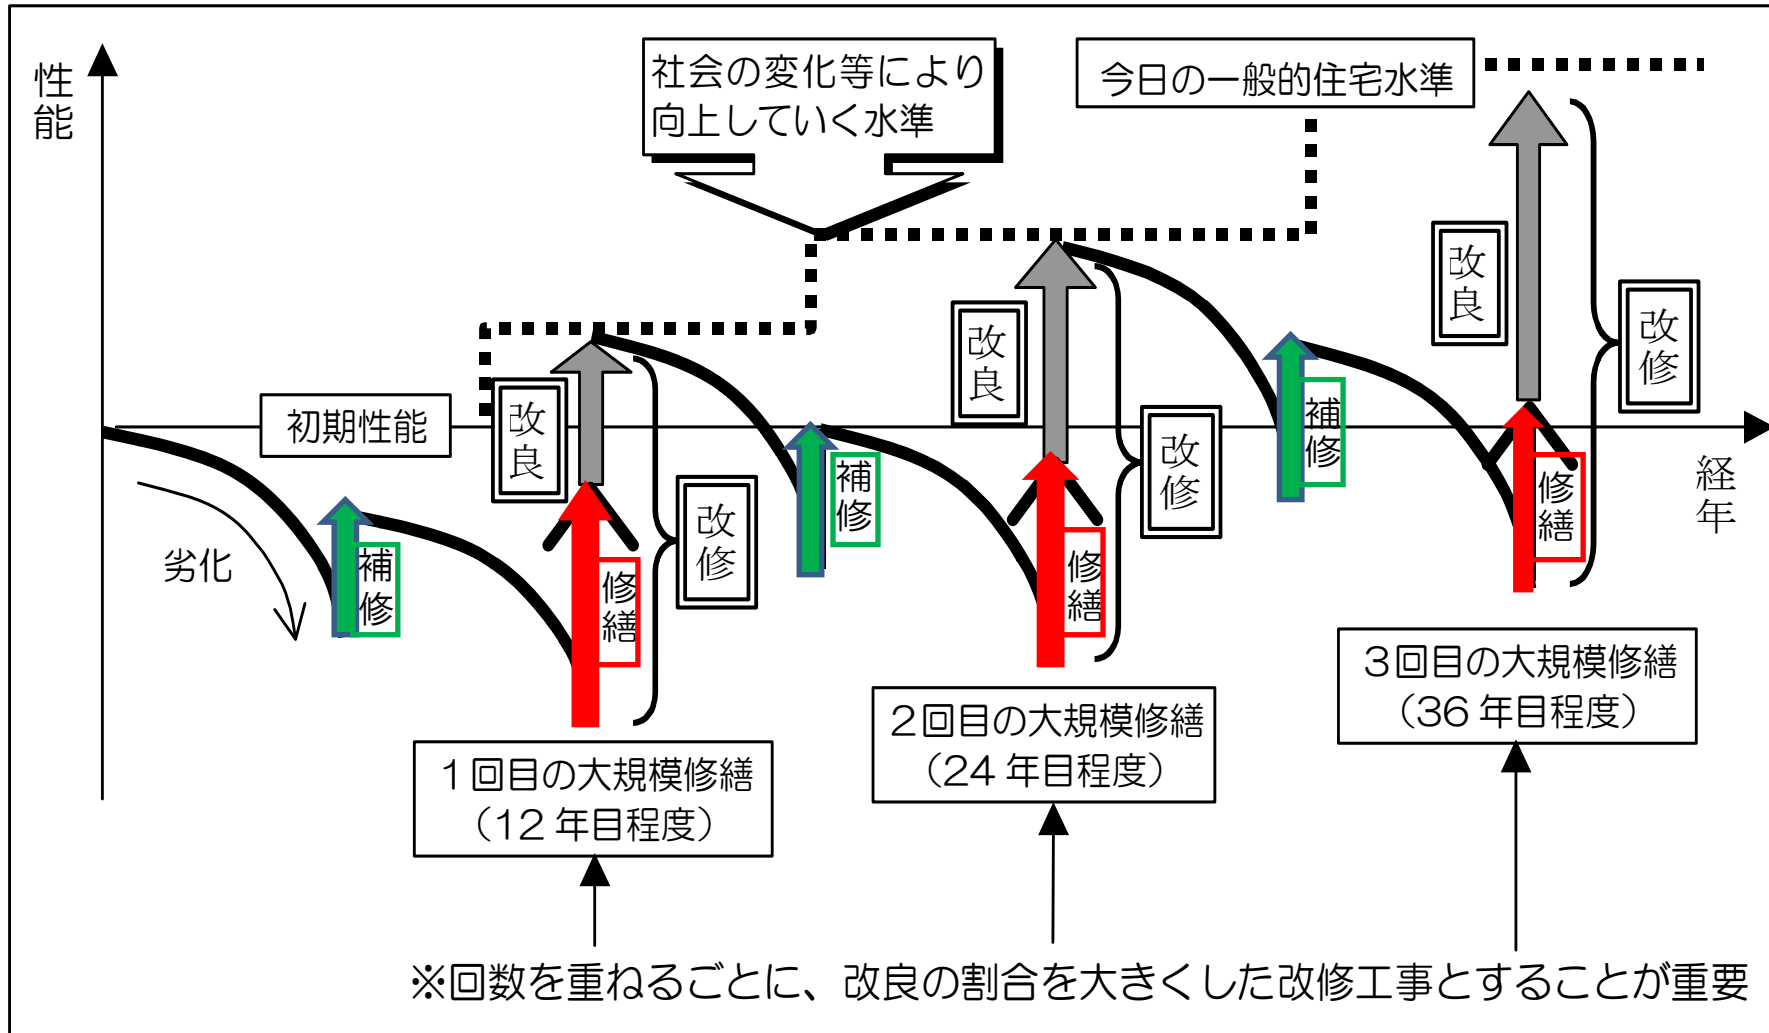 性能
社会の変化等により
向上していく水準
今日の一般的住宅水準
初期性能
劣化
補修
改良
修繕
改修
補修
改良
修繕
改修
補修
改良
修繕
改修
経年
1回目の大規模修繕
(12年目程度)
2回目の大規模修繕
(24年目程度)
3回目の大規模修繕
(36年目程度)
※回数を重ねるごとに、改良の割合を大きくした改修工事とすることが重要